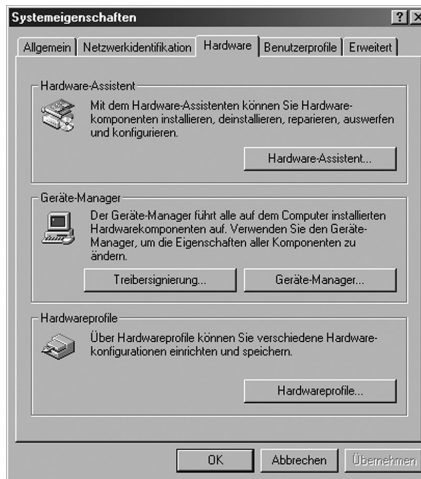 Systemeigenschaften
Allgemein Netzwerkidentifikation Hardware Benutzerprofile Erweitert
Hardware-Assistent
Mit dem Hardware-Assistenten können Sie Hardware-
komponenten installieren, deinstallieren, reparieren, auswerfen
und konfigurieren.
Hardware-Assistent...
Geräte-Manager
Der Geräte-Manager führt alle auf dem Computer installierten
Hardwarekomponenten auf. Verwenden Sie den Geräte-
Manager, um die Eigenschaften aller Komponenten zu
ändern.
Treibersignierung... Geräte-Manager...
Hardwareprofile
Über Hardwareprofile können Sie verschiedene Hardware-
konfigurationen einrichten und speichern.
Hardwareprofile...
OK Abbrechen Übernehmen